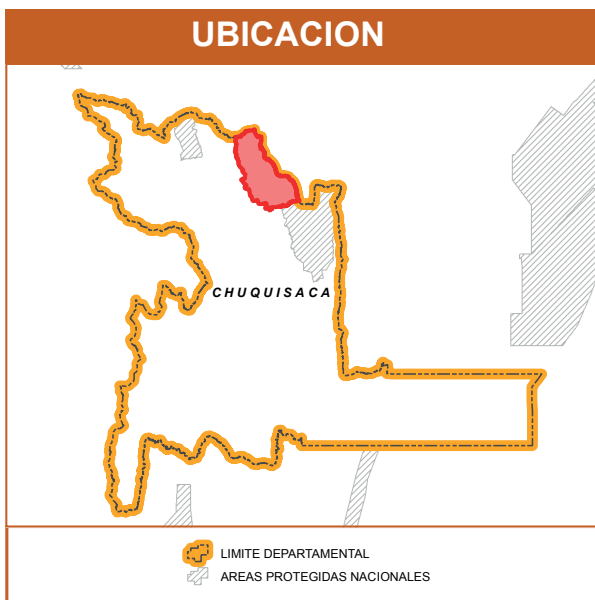 UBICACION
CHUQUISACA
LIMITE DEPARTAMENTAL
AREAS PROTEGIDAS NACIONALES